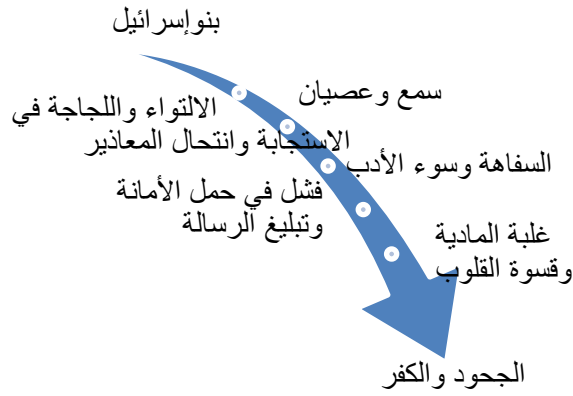 بنوإسرائيل
سمع وعصيان
الالتواء واللجاجة في
الاستجابة وانتحال المعاذير
السفاهة وسوء الأدب
فشل في حمل الأمانة
وتبليغ الرسالة
غلبة المادية
وقسوة القلوب
الجحود والكفر